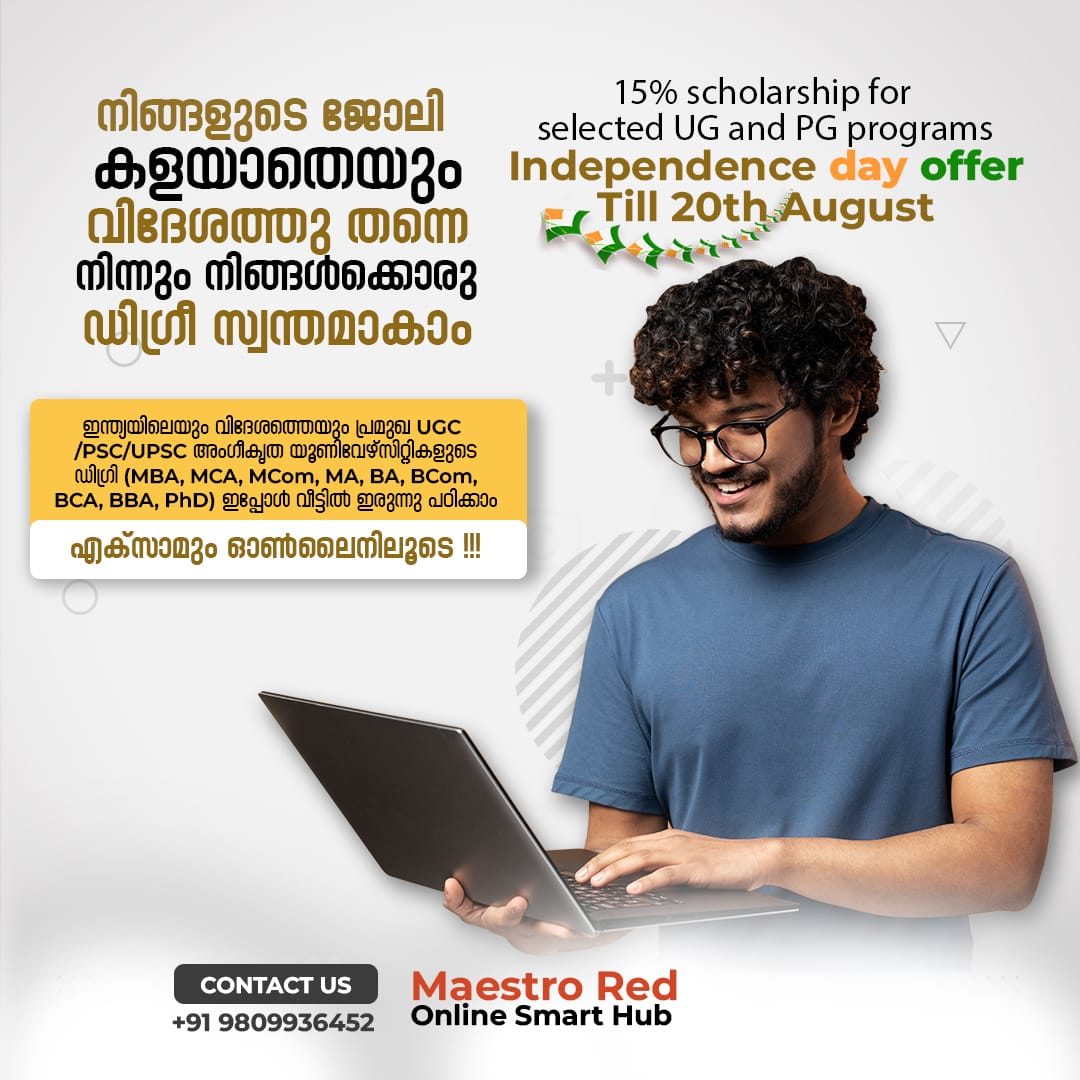 നിങ്ങളുടെ ജോലി
കളയാതെയും
വിദേശത്തു തന്നെ
നിന്നും നിങ്ങൾക്കൊരു
ഡിഗ്രീ സ്വന്തമാകാം
15% scholarship for
selected UG and PG programs
Independence day offer
Till 20th August
ഇന്ത്യയിലെയും വിദേശത്തെയും പ്രമുഖ UGC
/PSC/UPSC അംഗീകൃത യൂണിവേഴ്സിറ്റികളുടെ
ഡിഗ്രി (MBA, MCA, MCom, MA, BA, BCom,
BCA, BBA, PhD) ഇപ്പോൾ വീട്ടിൽ ഇരുന്നു പഠിക്കാം
എക്സാമും ഓൺലൈനിലൂടെ !!!
CONTACT US
+91 9809936452
Maestro Red
Online Smart Hub